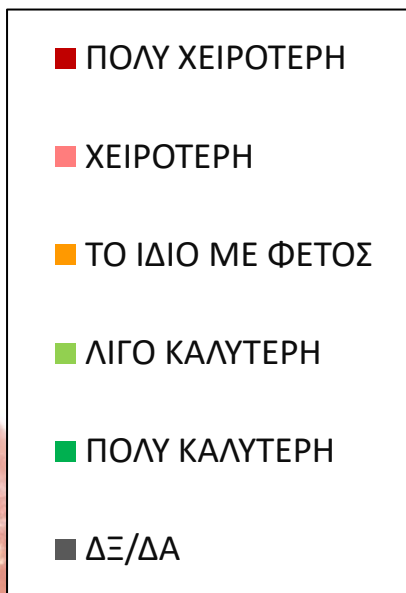 ΠΟΛΥ ΧΕΙΡΟΤΕΡΗ
ΧΕΙΡΟΤΕΡΗ
ΤΟ ΙΔΙΟ ΜΕ ΦΕΤΟΣ
ΛΙΓΟ ΚΑΛΥΤΕΡΗ
ΠΟΛΥ ΚΑΛΥΤΕΡΗ
ΔΞ/ΔΑ